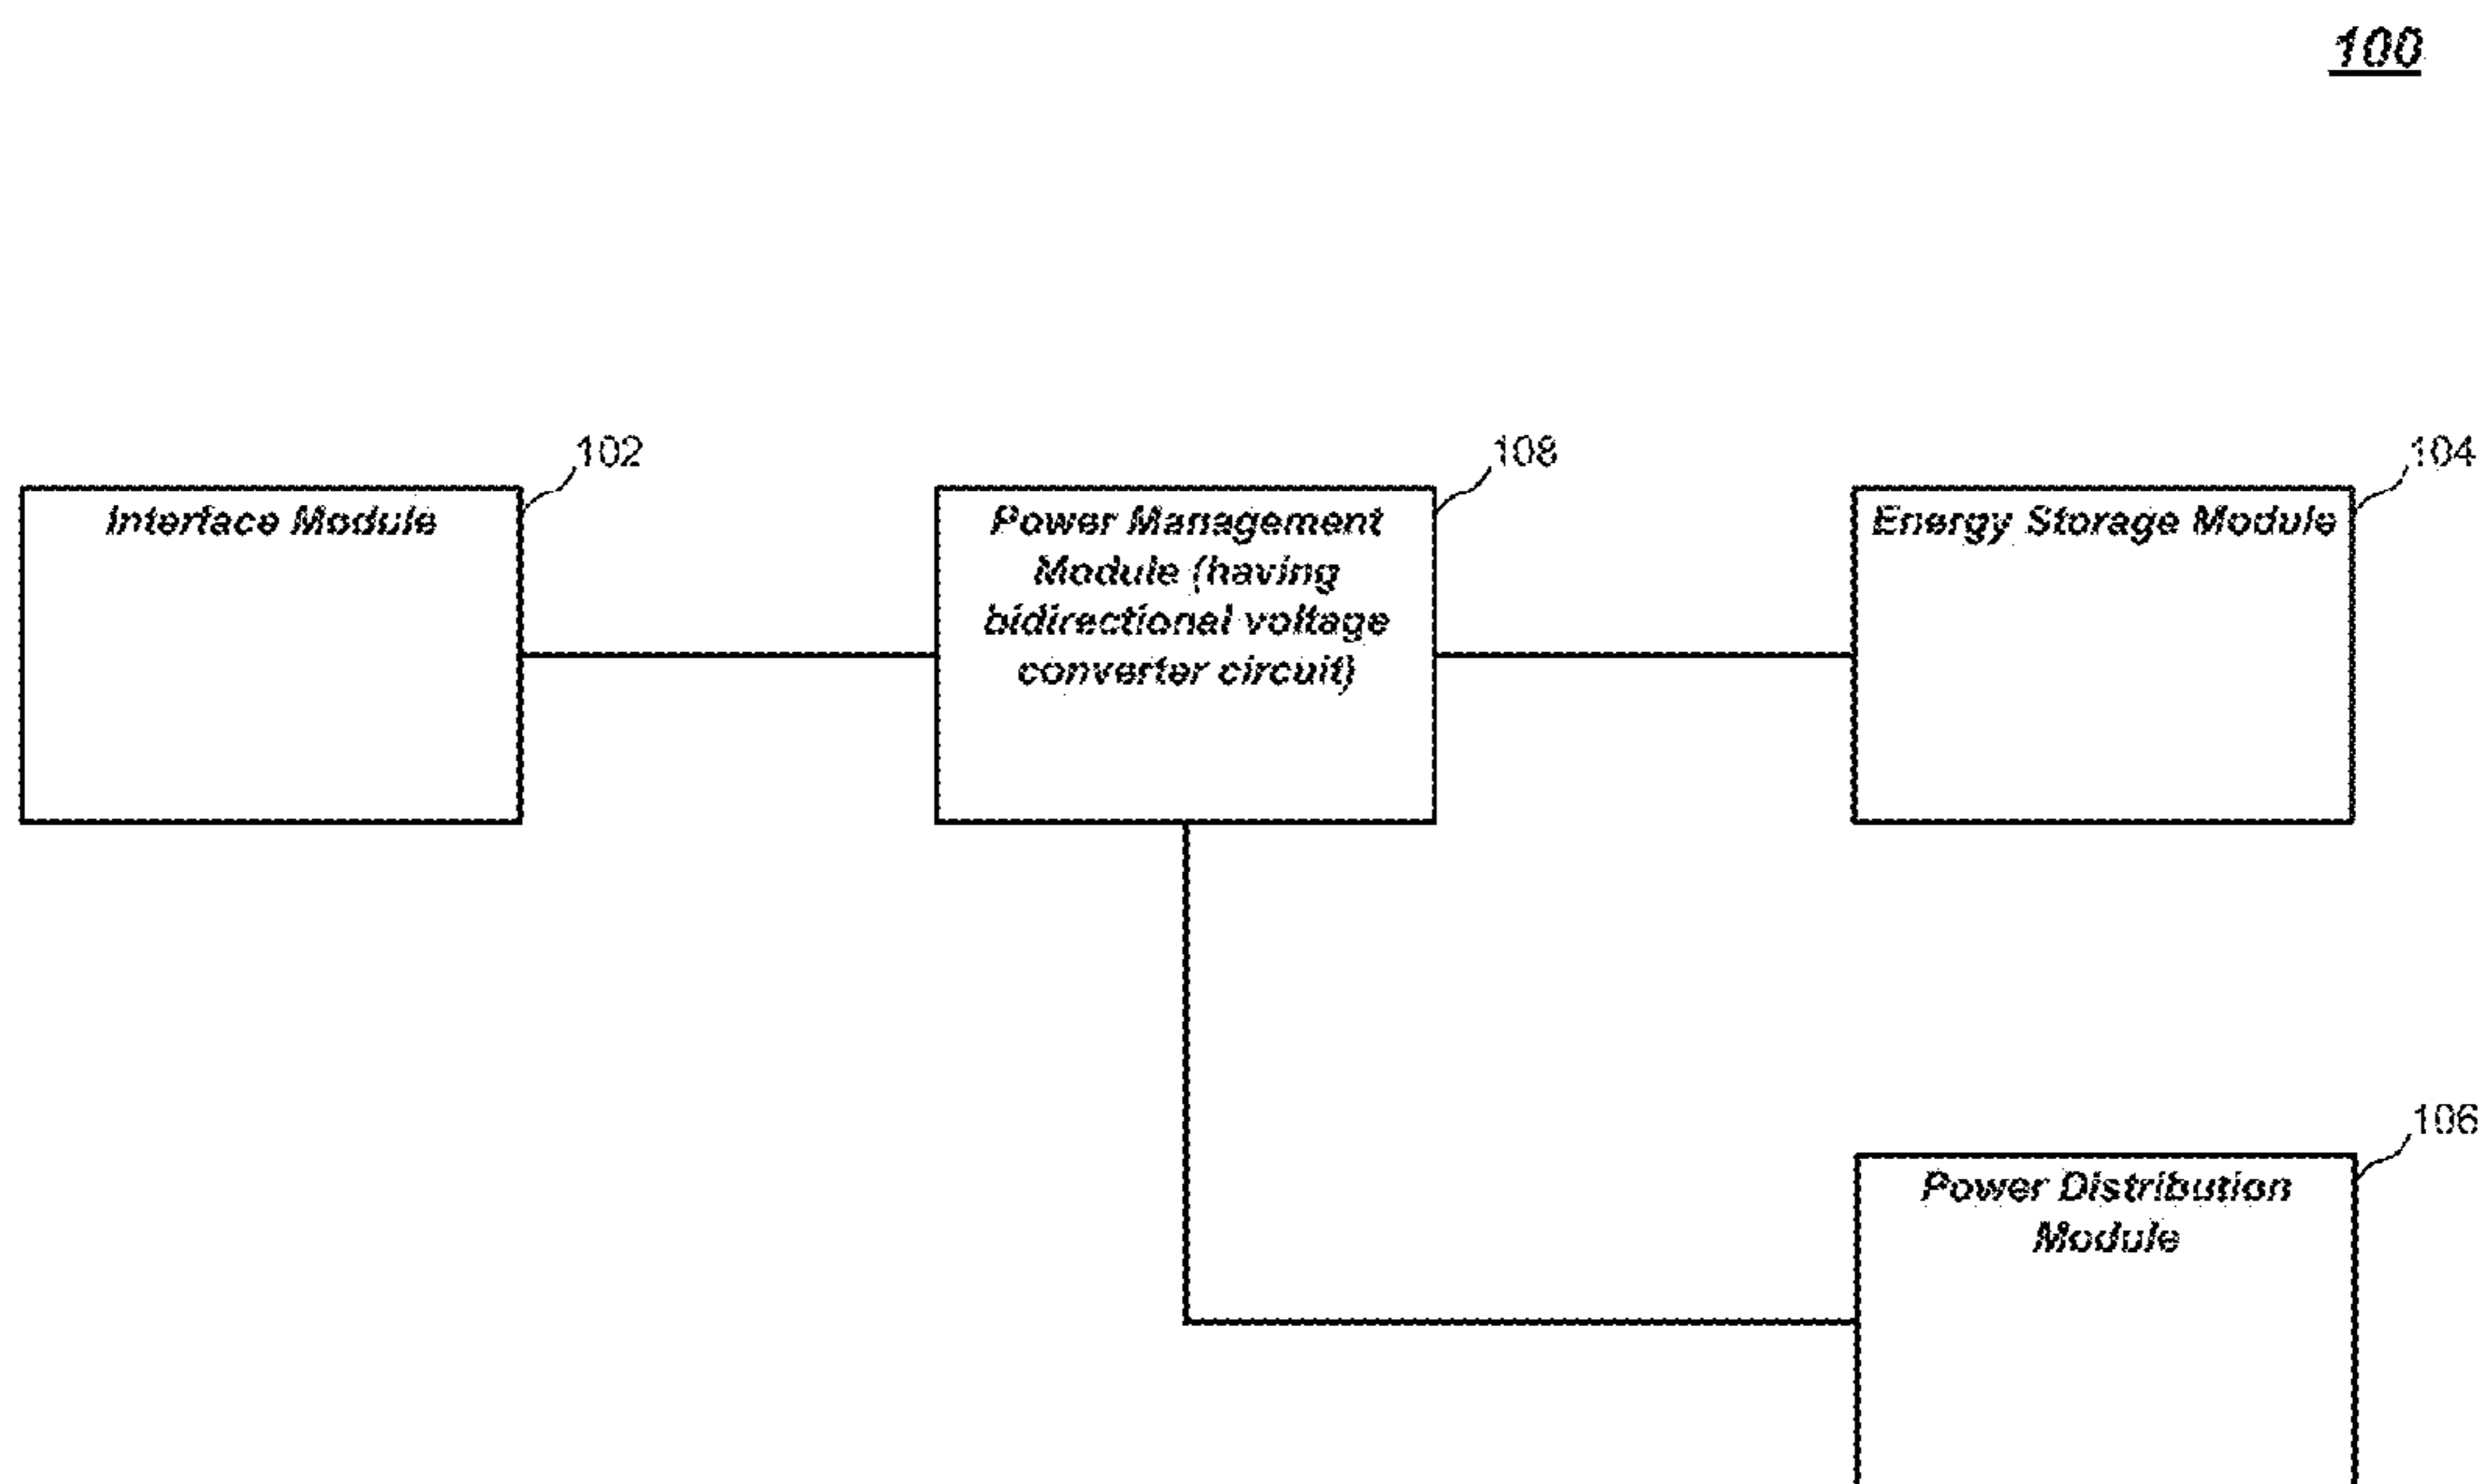 100
102
Interface Module
108
Power Management
Module (having
bidirectional voltage
converter circuit)
104
Energy Storage Module
106
Power Distribution
Module